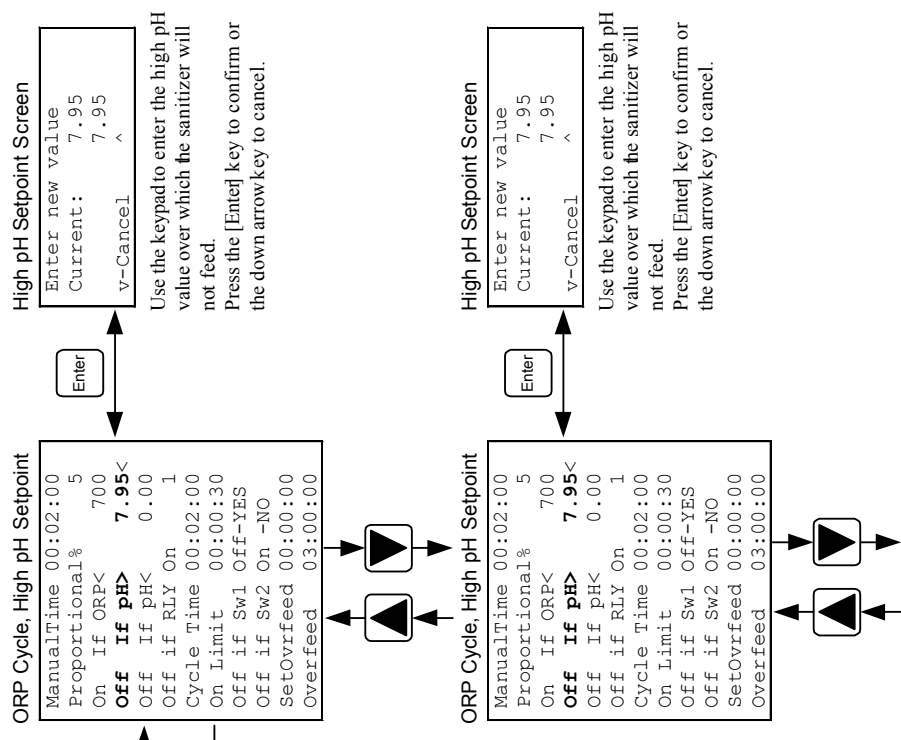 ORP Cycle, High pH Setpoint
ManualTime 00:02:00
Proportional% 5
On If ORP< 700
Off If pH> 7.95<
Off If pH< 0.00
Off if RLY On 1
Cycle Time 00:02:00
On Limit 00:00:30
Off if Sw1 Off-YES
Off if Sw2 On -NO
SetOvrfeed 00:00:00
Overfeed 03:00:00
Enter
High pH Setpoint Screen
Enter new value
Current: 7.95
7.95
v-Cancel ^
Use the keypad to enter the high pH
value over which the sanitizer will
not feed.
Press the [Enter] key to confirm or
the down arrow key to cancel.
ORP Cycle, High pH Setpoint
ManualTime 00:02:00
Proportional% 5
On If ORP< 700
Off If pH> 7.95<
Off If pH< 0.00
Off if RLY On 1
Cycle Time 00:02:00
On Limit 00:00:30
Off if Sw1 Off-YES
Off if Sw2 On -NO
SetOvrfeed 00:00:00
Overfeed 03:00:00
Enter
High pH Setpoint Screen
Enter new value
Current: 7.95
7.95
v-Cancel ^
Use the keypad to enter the high pH
value over which the sanitizer will
not feed.
Press the [Enter] key to confirm or
the down arrow key to cancel.